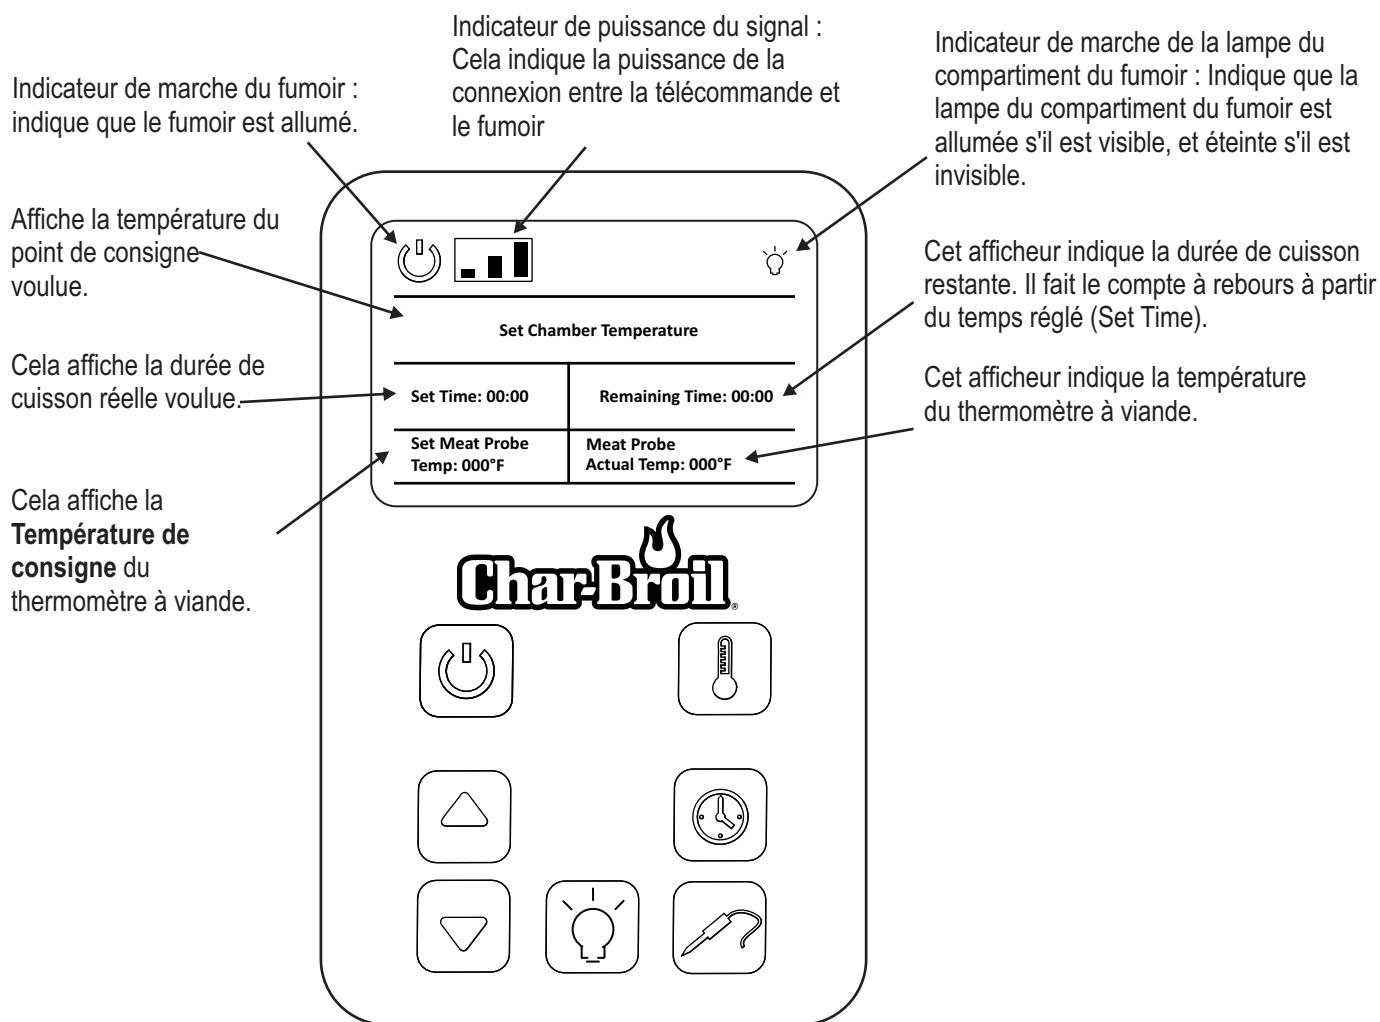 Indicateur de puissance du signal :
Cela indique la puissance de la
connexion entre la télécommande et
le fumoir
Indicateur de marche de la lampe du
compartiment du fumoir : Indique que la
lampe du compartiment du fumoir est
allumée s'il est visible, et éteinte s'il est
invisible.
Indicateur de marche du fumoir :
indique que le fumoir est allumé.
Affiche la température du
point de consigne
voulue.
Cela affiche la durée de
cuisson réelle voulue.
Cela affiche la
Température de
consigne du
thermomètre à viande.
Cet afficheur indique la durée de cuisson
restante. Il fait le compte à rebours à partir
du temps réglé (Set Time).
Cet afficheur indique la température
du thermomètre à viande.
Set Chamber Temperature
Set Time: 00:00
Remaining Time: 00:00
Set Meat Probe
Temp: 000°F
Meat Probe
Actual Temp: 000°F
Char-Broil®